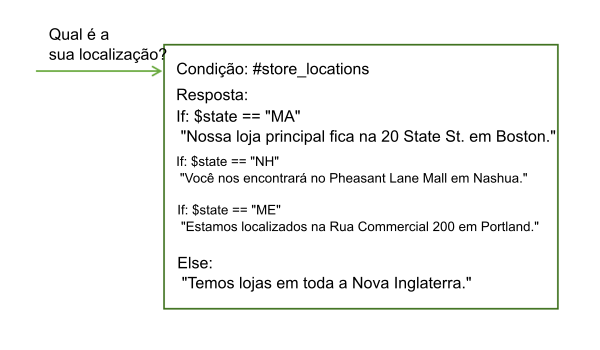 Qual é a
sua localização?
Condição: #store_locations
Resposta:
If: $state == "MA"
"Nossa loja principal fica na 20 State St. em Boston."
If: $state == "NH"
"Você nos encontrará no Pheasant Lane Mall em Nashua."
If: $state == "ME"
"Estamos localizados na Rua Commercial 200 em Portland."
Else:
"Temos lojas em toda a Nova Inglaterra."